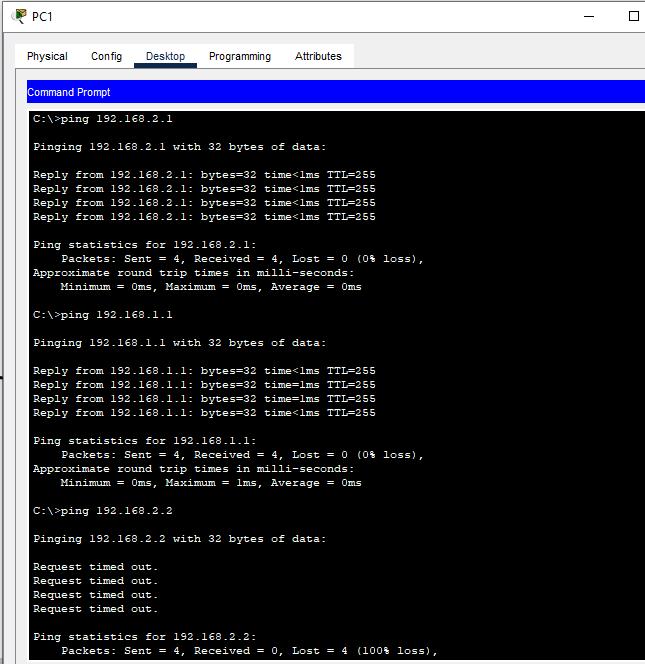 PC1
Physical Config Desktop Programming Attributes
Command Prompt
C:\>ping 192.168.2.1
Pinging 192.168.2.1 with 32 bytes of data:
Reply from 192.168.2.1: bytes=32 time<1ms TTL=255
Reply from 192.168.2.1: bytes=32 time<1ms TTL=255
Reply from 192.168.2.1: bytes=32 time<1ms TTL=255
Reply from 192.168.2.1: bytes=32 time<1ms TTL=255
Ping statistics for 192.168.2.1:
Packets: Sent = 4, Received = 4, Lost = 0 (0% loss),
Approximate round trip times in milli-seconds:
Minimum = 0ms, Maximum = 0ms, Average = 0ms
C:\>ping 192.168.1.1
Pinging 192.168.1.1 with 32 bytes of data:
Reply from 192.168.1.1: bytes=32 time<1ms TTL=255
Reply from 192.168.1.1: bytes=32 time=1ms TTL=255
Reply from 192.168.1.1: bytes=32 time=1ms TTL=255
Reply from 192.168.1.1: bytes=32 time<1ms TTL=255
Ping statistics for 192.168.1.1:
Packets: Sent = 4, Received = 4, Lost = 0 (0% loss),
Approximate round trip times in milli-seconds:
Minimum = 0ms, Maximum = 1ms, Average = 0ms
C:\>ping 192.168.2.2
Pinging 192.168.2.2 with 32 bytes of data:
Request timed out.
Request timed out.
Request timed out.
Request timed out.
Ping statistics for 192.168.2.2:
Packets: Sent = 4, Received = 0, Lost = 4 (100% loss),